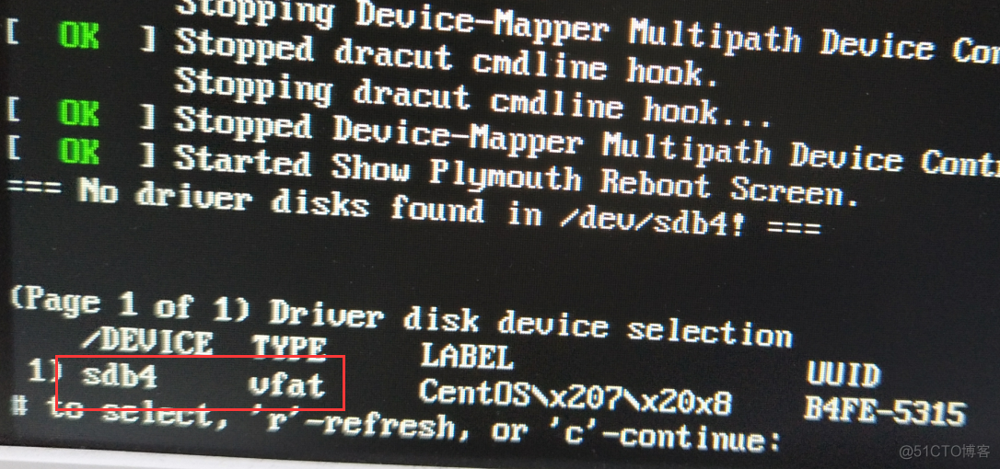 Stopping Device-Mapper Multipath Device Con
[ OK ] Stopped dracut cmdline hook.
Stopping dracut cmdline hook...
[ OK ] Stopped Device-Mapper Multipath Device Cont
[ OK ] Started Show Plymouth Reboot Screen.
=== No driver disks found in /dev/sdb4! ===
(Page 1 of 1) Driver disk device selection
/DEVICE TYPE LABEL UUID
1) sdb4 vfat CentOS\x207\x20x8 B4FE-5315
# to select, 'r'-refresh, or 'c'-continue:
@51CTO博客